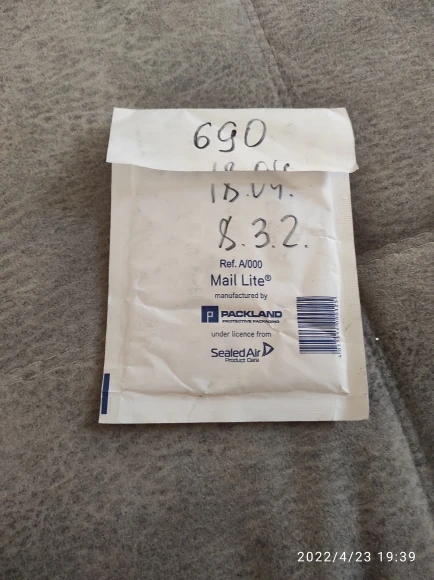 690
18.04.
18.04.
8.3.2.
Ref. A/000
Mail Lite®
manufactured by
PACKLAND
PROTECTIVE PACKAGING
under licence from
Sealed Air
Product Care
2022/4/23 19:39